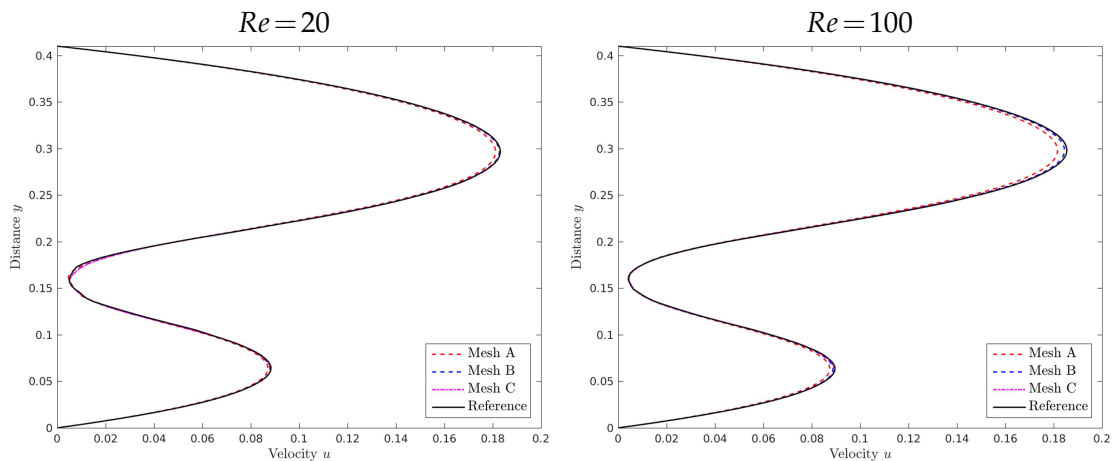 Re = 20
0.4
0.35
0.3
0.25
0.2
0.15
0.1
0.05
0
Distance y
0 0.02 0.04 0.06 0.08 0.1 0.12 0.14 0.16 0.18 0.2
Velocity u
Mesh A
Mesh B
Mesh C
Reference
Re = 100
0.4
0.35
0.3
0.25
0.2
0.15
0.1
0.05
0
Distance y
0 0.02 0.04 0.06 0.08 0.1 0.12 0.14 0.16 0.18 0.2
Velocity u
Mesh A
Mesh B
Mesh C
Reference